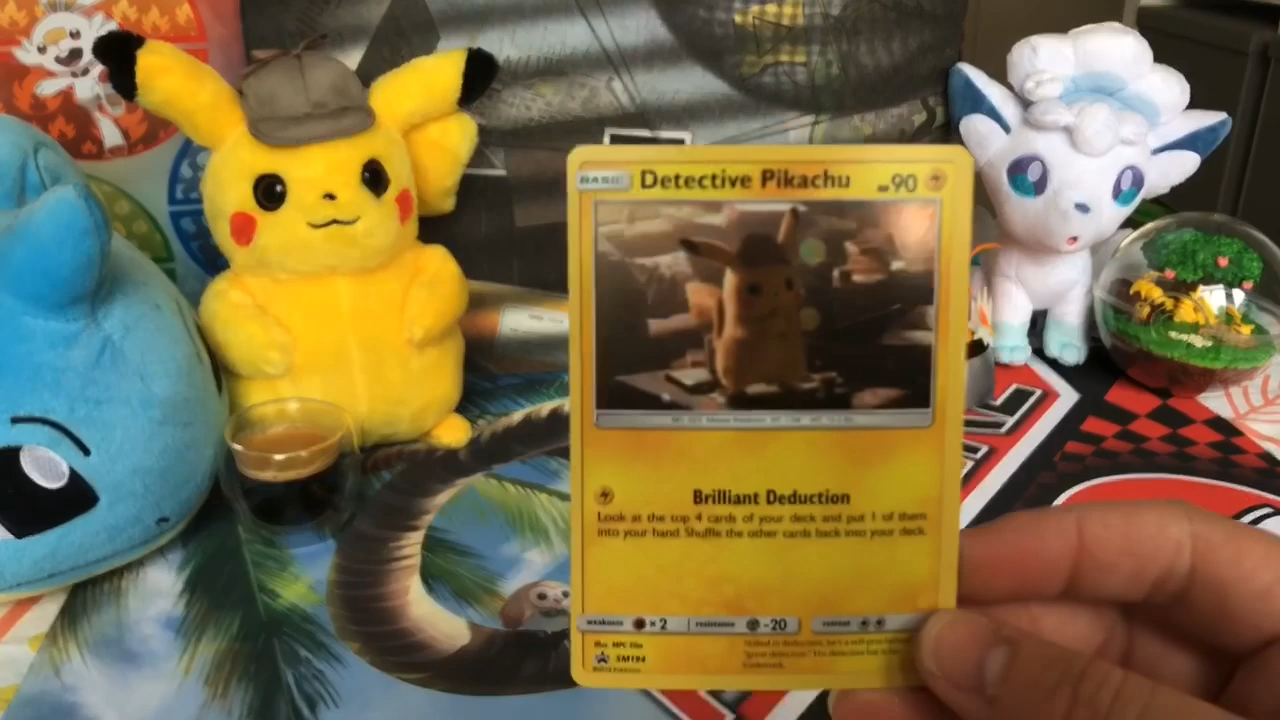 BASIC Detective Pikachu HP90
Brilliant Deduction
Look at the top 4 cards of your deck and put 1 of them
into your hand. Shuffle the other cards back into your deck.
weakness ×2 resistance -20 retreat
Illus. MPC Film
SM194